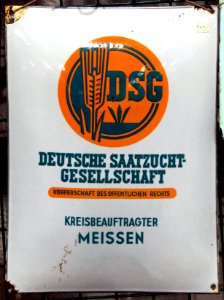 DSG
DEUTSCHE SAATZUCHT-
GESELLSCHAFT
KÖRPERSCHAFT DES ÖFFENTLICHEN RECHTS
KREISBEAUFTRAGTER
MEISSEN